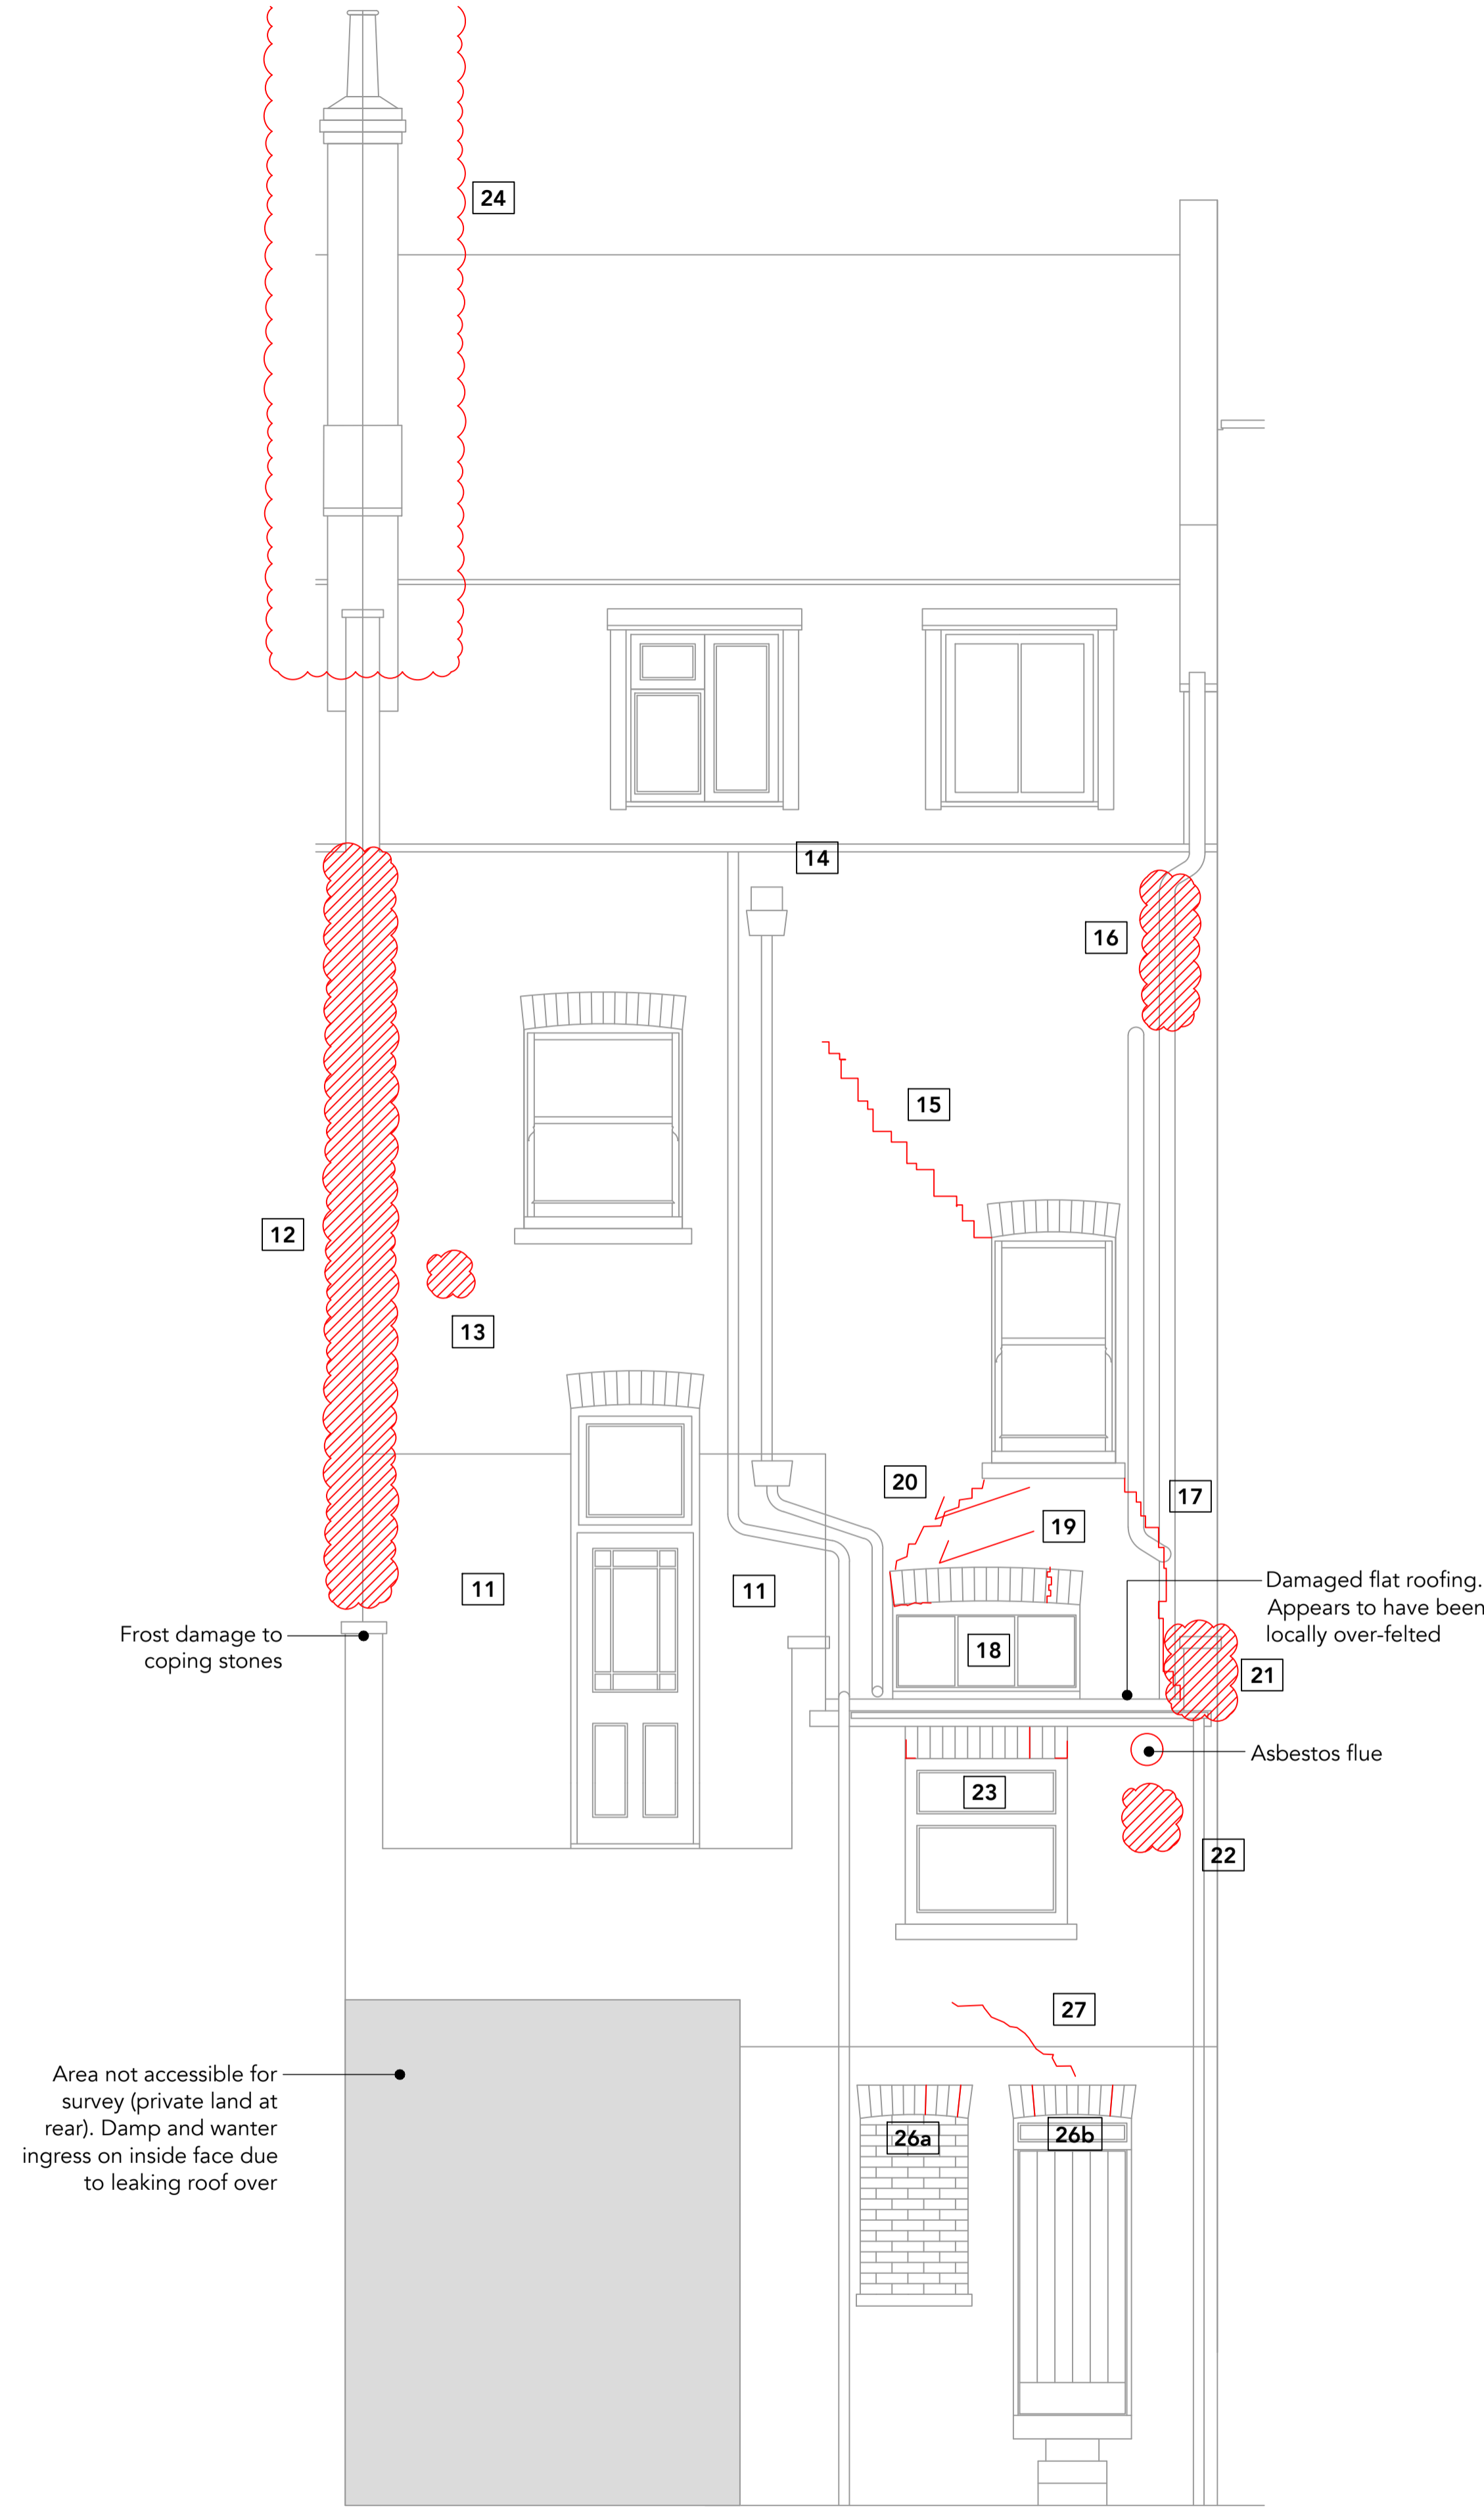 24
14
16
15
12
13
20
17
19
11
11
Damaged flat roofing.
Appears to have been
locally over-felted
Frost damage to
coping stones
18
21
Asbestos flue
23
22
27
Area not accessible for
survey (private land at
rear). Damp and wanter
ingress on inside face due
to leaking roof over
26a
26b